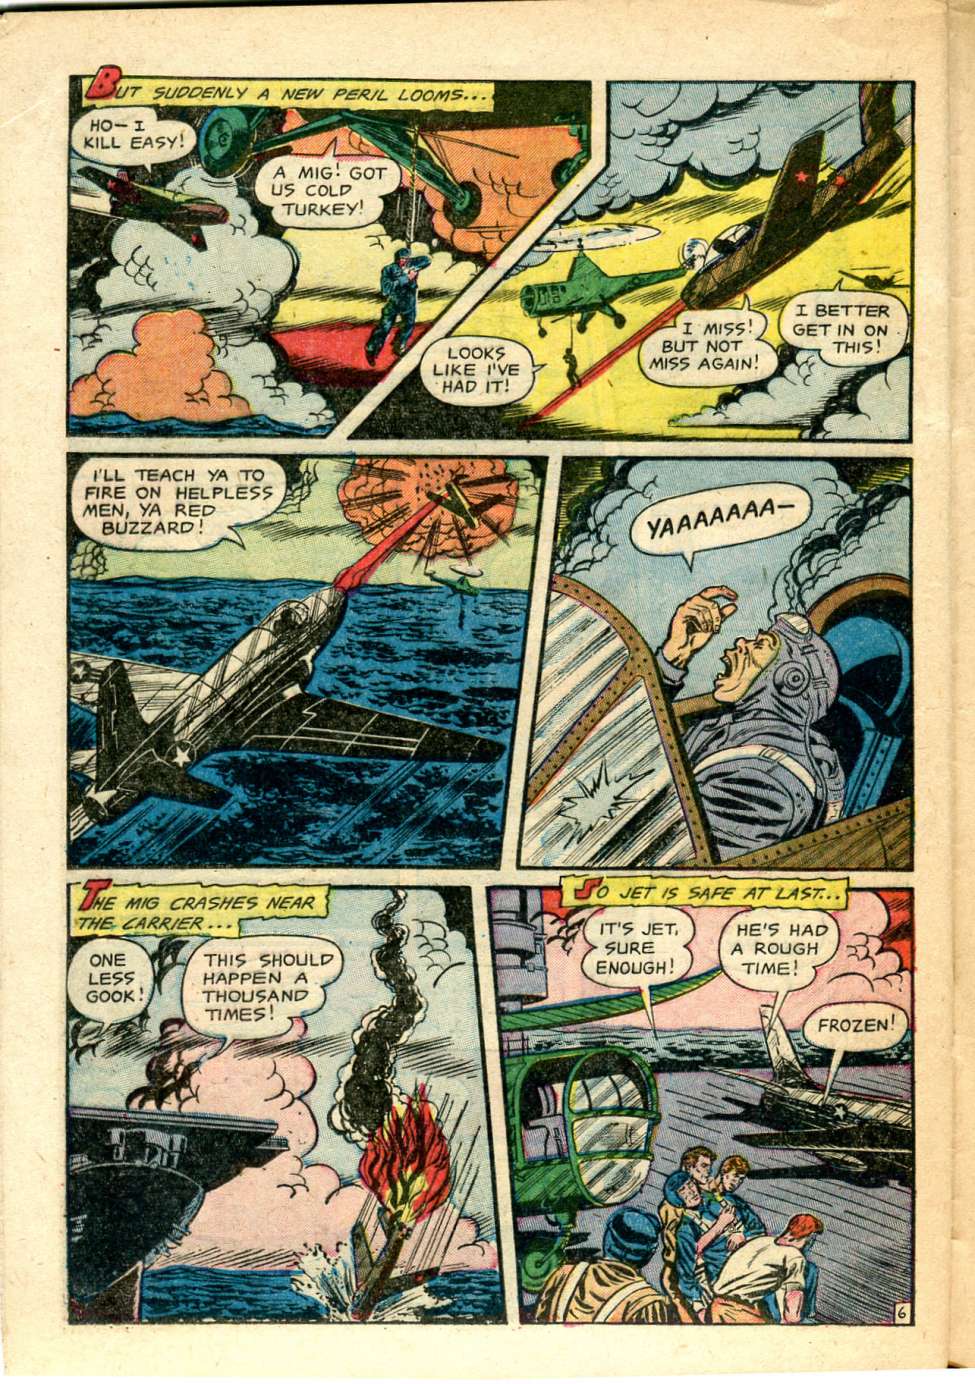 BUT SUDDENLY A NEW PERIL LOOMS...
HO— I
KILL EASY!
A MIG! GOT
US COLD
TURKEY!
LOOKS
LIKE I'VE
HAD IT!
I MISS!
BUT NOT
MISS AGAIN!
I BETTER
GET IN ON
THIS!
I'LL TEACH YA TO
FIRE ON HELPLESS
MEN, YA RED
BUZZARD!
YAAAAAAA—
THE MIG CRASHES NEAR
THE CARRIER...
ONE
LESS
GOOK!
THIS SHOULD
HAPPEN A
THOUSAND
TIMES!
SO JET IS SAFE AT LAST...
IT'S JET,
SURE
ENOUGH!
HE'S HAD
A ROUGH
TIME!
FROZEN!
6